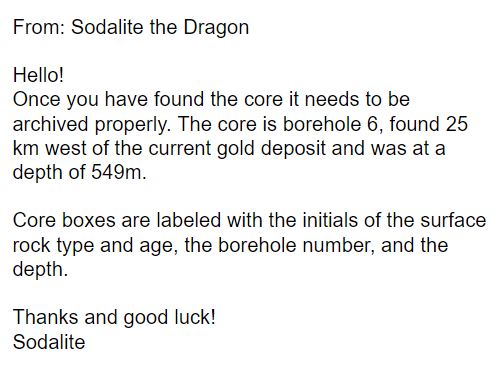 From: Sodalite the Dragon
Hello!
Once you have found the core it needs to be
archived properly. The core is borehole 6, found 25
km west of the current gold deposit and was at a
depth of 549m.
Core boxes are labeled with the initials of the surface
rock type and age, the borehole number, and the
depth.
Thanks and good luck!
Sodalite